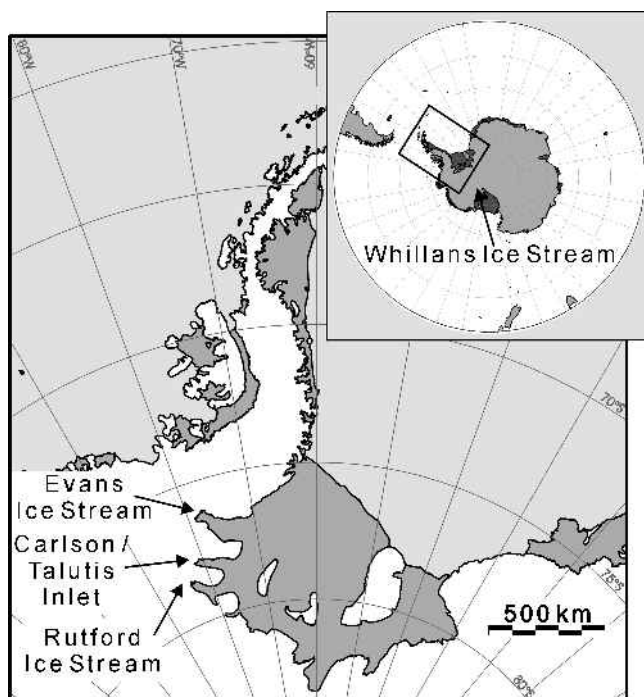 80°W
70°W
60°W
Whillans Ice Stream
70°S
Evans
Ice Stream
Carlson /
Talutis
Inlet
Rutford
Ice Stream
500 km
75°S
80°S